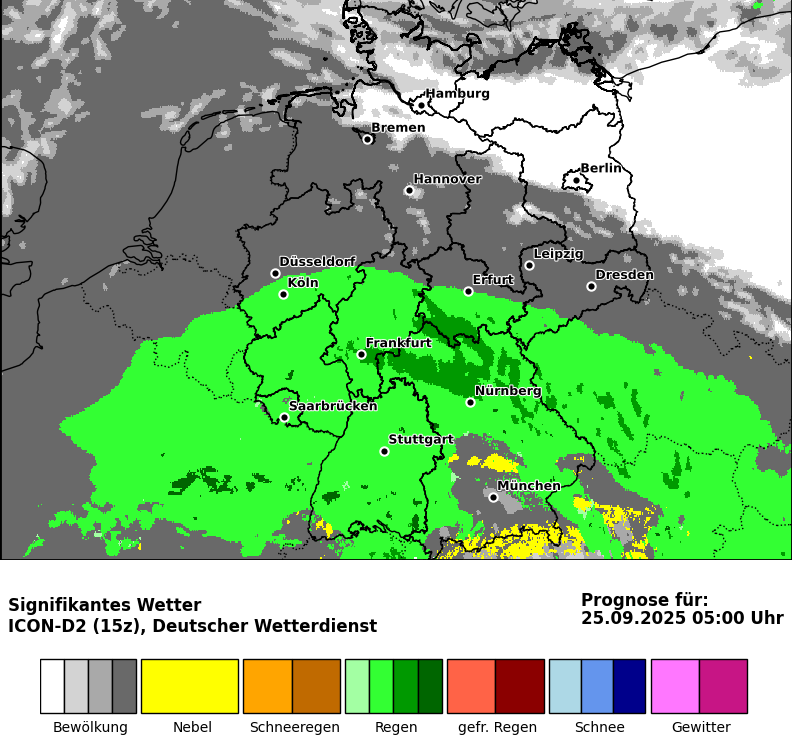 Hamburg
Bremen
Berlin
Hannover
Leipzig
Düsseldorf
Dresden
Köln
Erfurt
Frankfurt
Nürnberg
Saarbrücken
Stuttgart
München
Signifikantes Wetter
ICON-D2 (15z), Deutscher Wetterdienst
Prognose für:
25.09.2025 05:00 Uhr
Bewölkung
Nebel
Schneeregen
Regen
gefr. Regen
Schnee
Gewitter